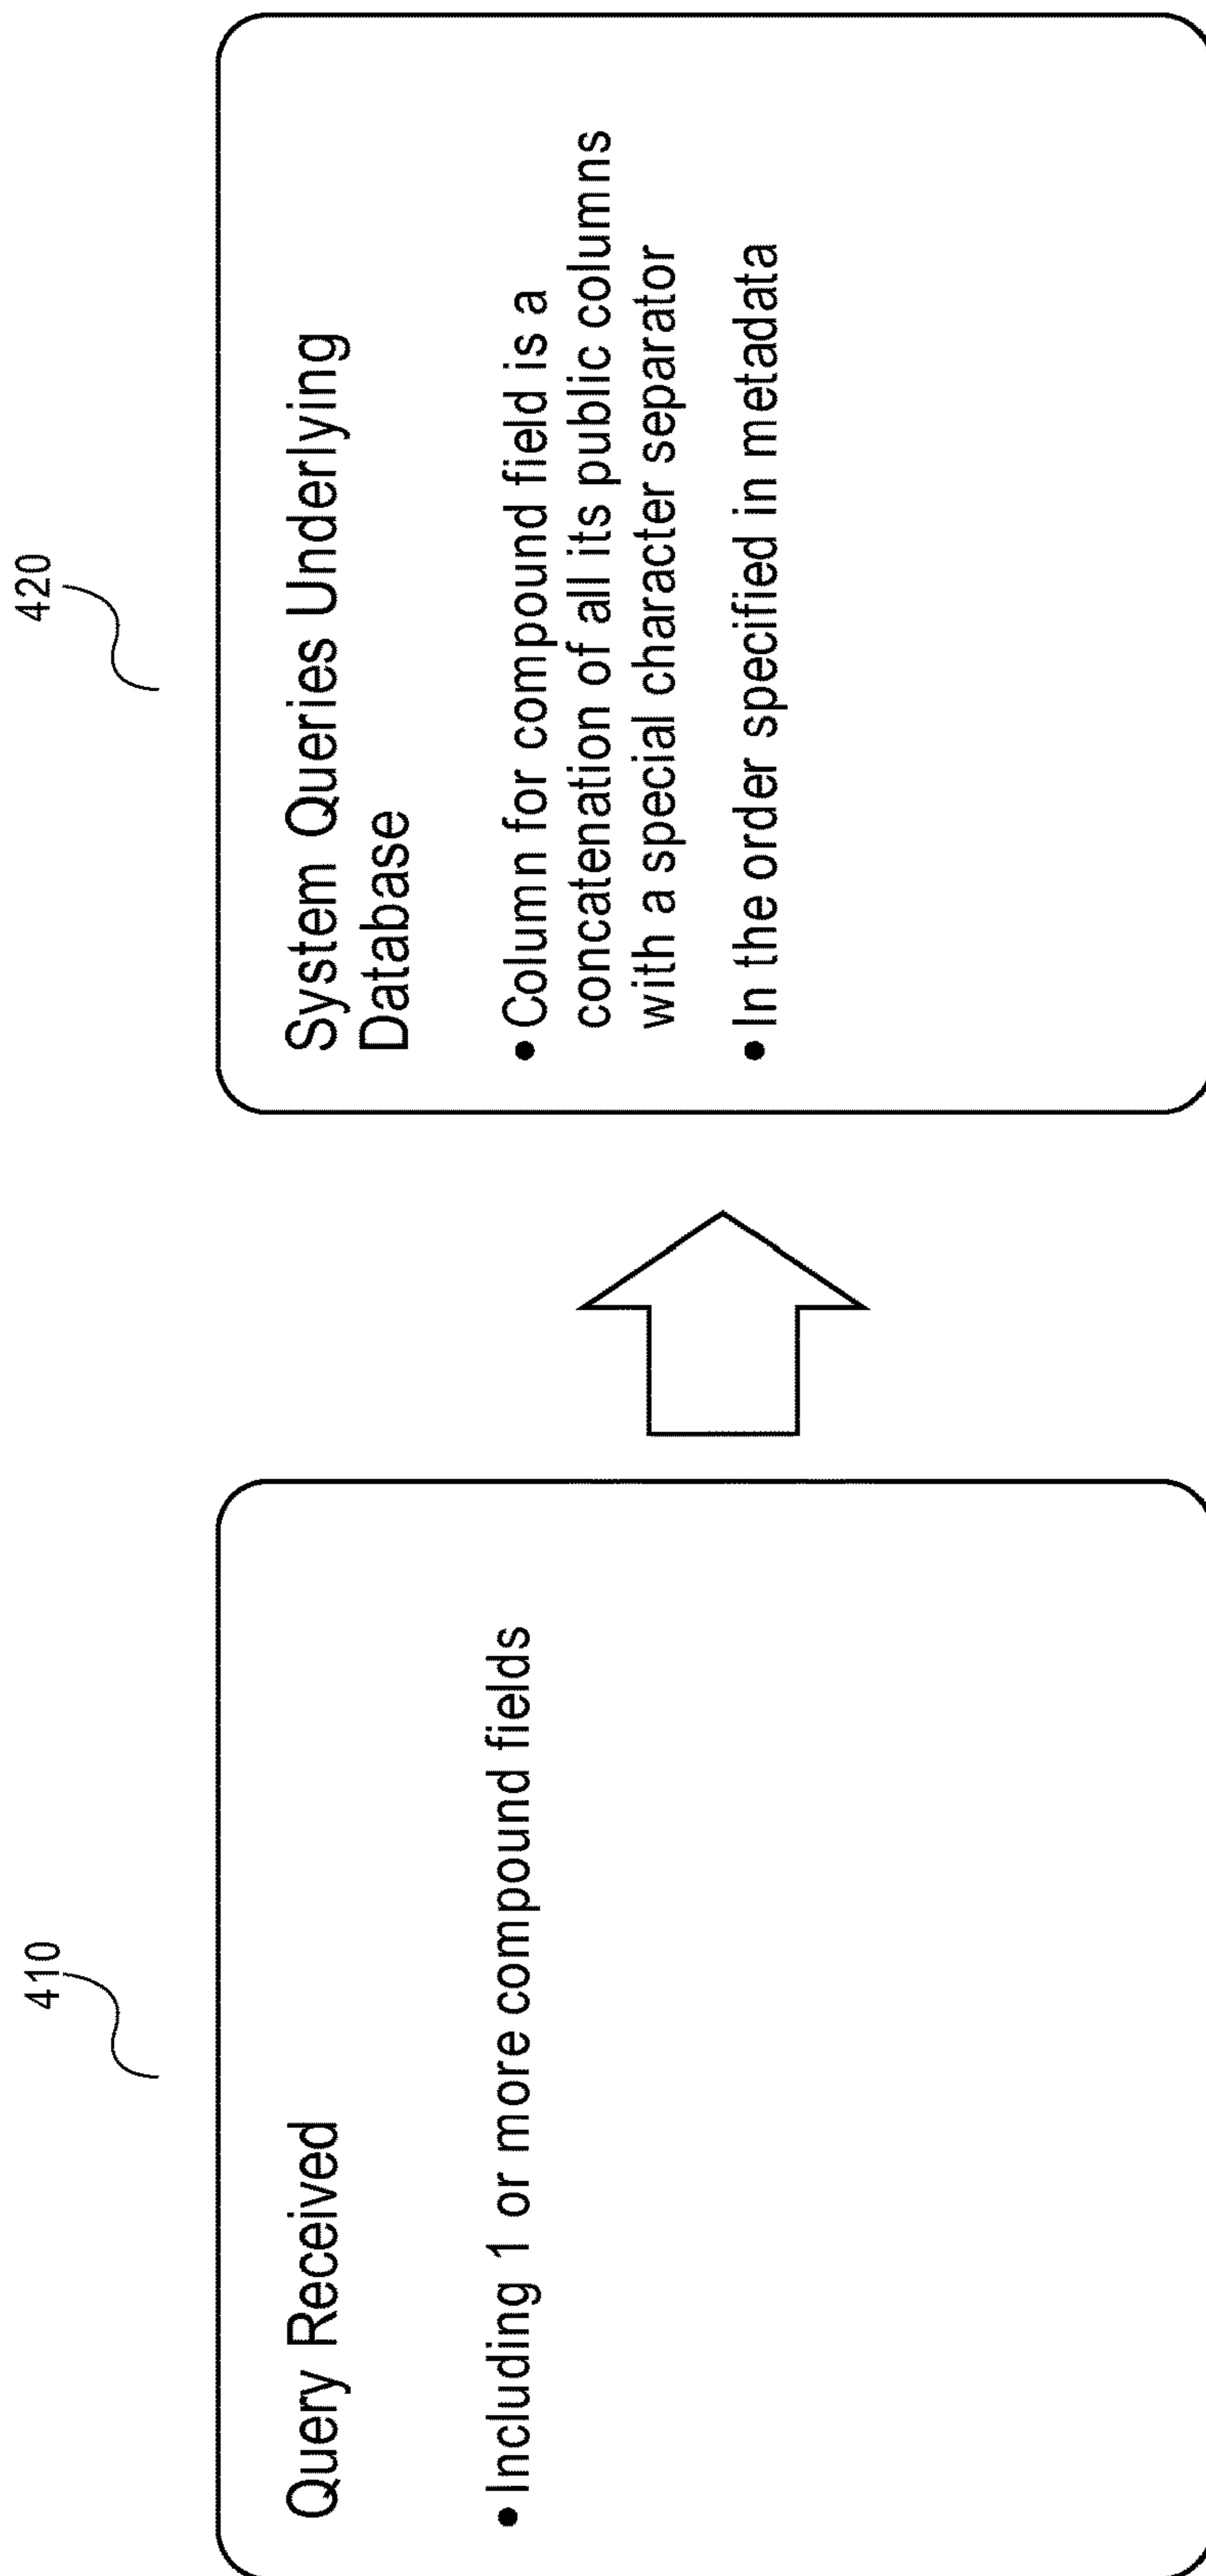 410
Query Received
• Including 1 or more compound fields
420
System Queries Underlying
Database
• Column for compound field is a
concatenation of all its public columns
with a special character separator
• In the order specified in metadata